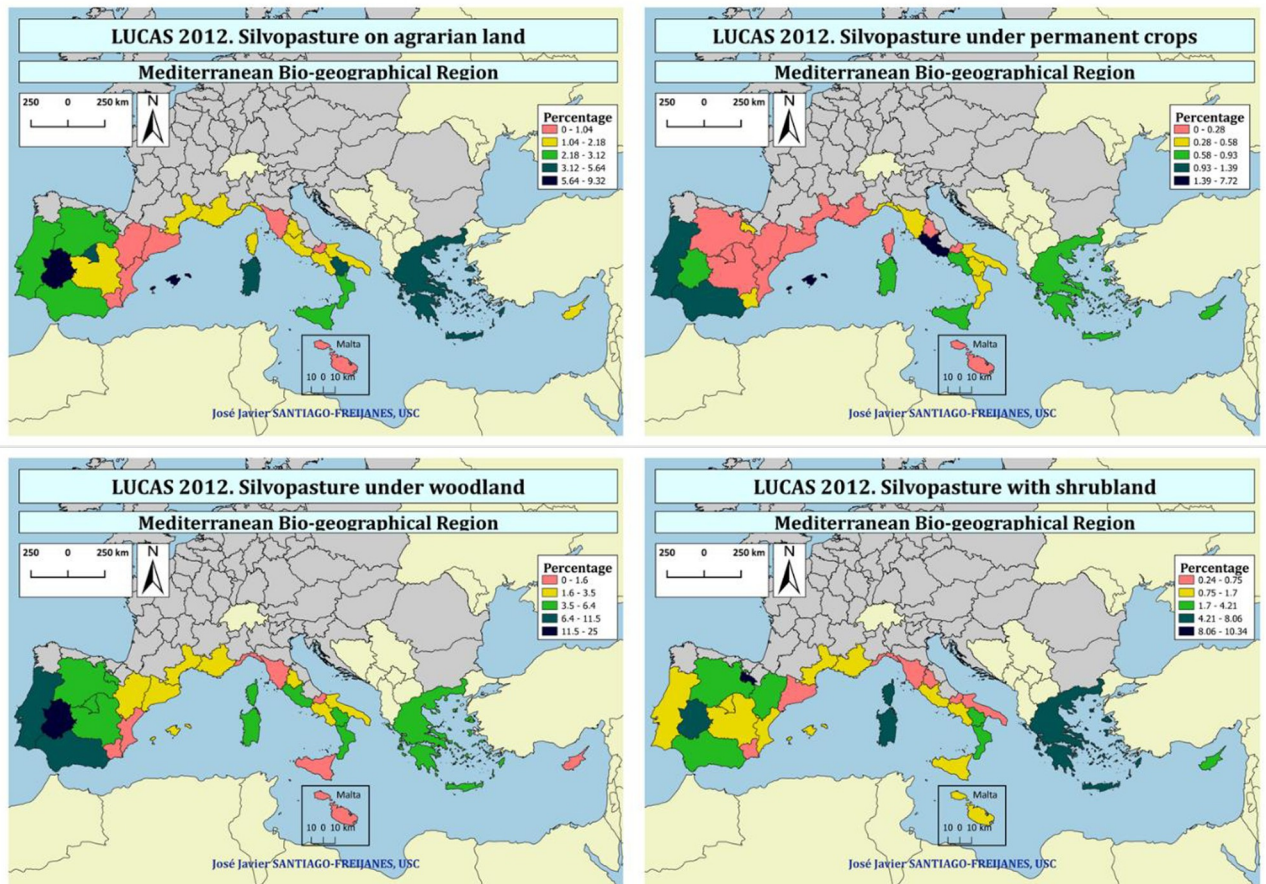 LUCAS 2012. Silvopasture on agrarian land
Mediterranean Bio-geographical Region
250 0 250 km
N
Percentage
0 - 1.04
1.04 - 2.18
2.18 - 3.12
3.12 - 5.64
5.64 - 9.32
Malta
10 0 10 km
José Javier SANTIAGO-FREIJANES, USC
LUCAS 2012. Silvopasture under permanent crops
Mediterranean Bio-geographical Region
250 0 250 km
N
Percentage
0 - 0.28
0.28 - 0.58
0.58 - 0.93
0.93 - 1.39
1.39 - 7.72
Malta
10 0 10 km
José Javier SANTIAGO-FREIJANES, USC
LUCAS 2012. Silvopasture under woodland
Mediterranean Bio-geographical Region
250 0 250 km
N
Percentage
0 - 1.6
1.6 - 3.5
3.5 - 6.4
6.4 - 11.5
11.5 - 25
Malta
10 0 10 km
José Javier SANTIAGO-FREIJANES, USC
LUCAS 2012. Silvopasture with shrubland
Mediterranean Bio-geographical Region
250 0 250 km
N
Percentage
0.24 - 0.75
0.75 - 1.7
1.7 - 4.21
4.21 - 8.06
8.06 - 10.34
Malta
10 0 10 km
José Javier SANTIAGO-FREIJANES, USC